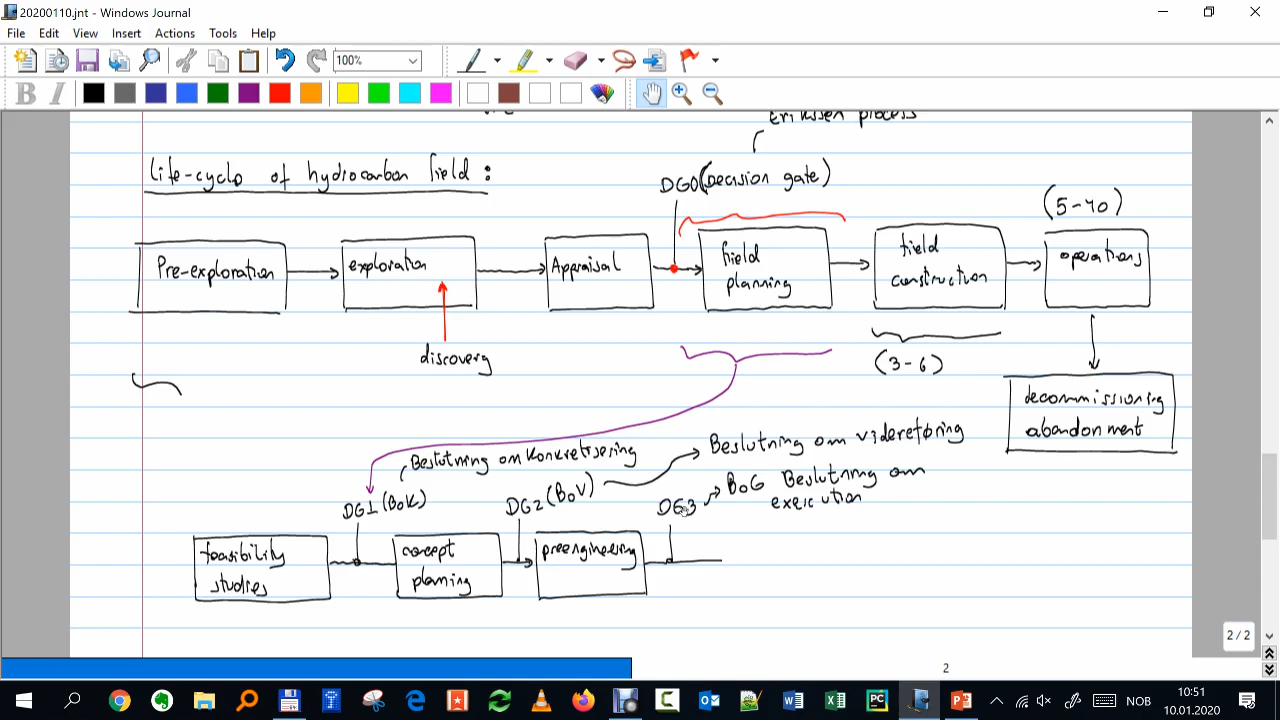 20200110.jnt - Windows Journal
File Edit View Insert Actions Tools Help
100%
B I
Eriksen process
Life-cycle of hydrocarbon field:
DG0 (Decision gate)
(5-40)
Pre-exploration
exploration
Appraisal
field
planning
field
construction
operations
discovery
(3-6)
decommissioning
abandonment
Beslutning om Konkretisering
Beslutning om videreføring
DG1 (BoK)
DG2 (BoV)
DG3
BoG Beslutning om
execution
feasibility
studies
concept
planning
preengineering
2 / 2
2
NOB
10:51
10.01.2020